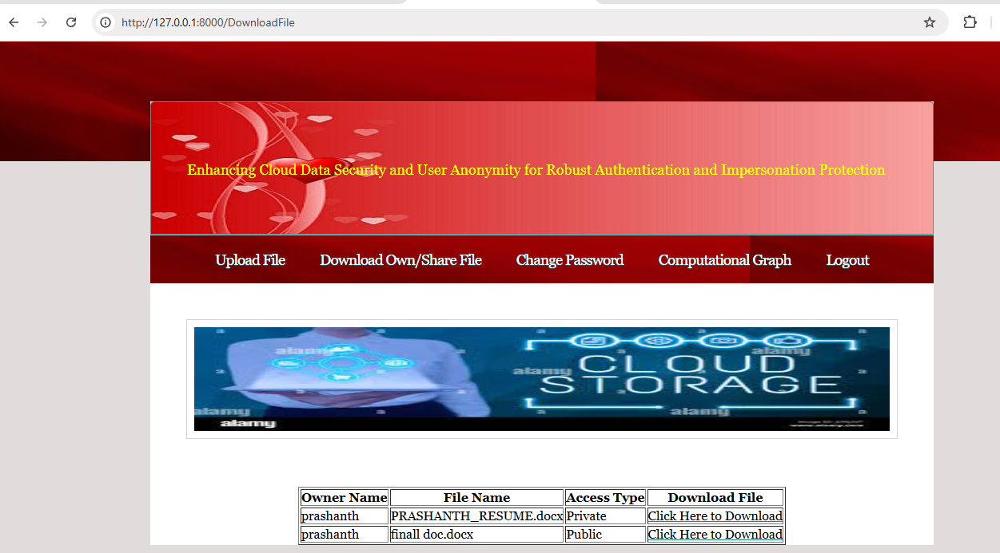 http://127.0.0.1:8000/DownloadFile
Enhancing Cloud Data Security and User Anonymity for Robust Authentication and Impersonation Protection
Upload File Download Own/Share File Change Password Computational Graph Logout
alamy
CLOUD
alamy
alamy
STORAGE
alamy
alamy
alamy
Owner Name File Name Access Type Download File
prashanth PRASHANTH_RESUME.docx Private Click Here to Download
prashanth finall doc.docx Public Click Here to Download